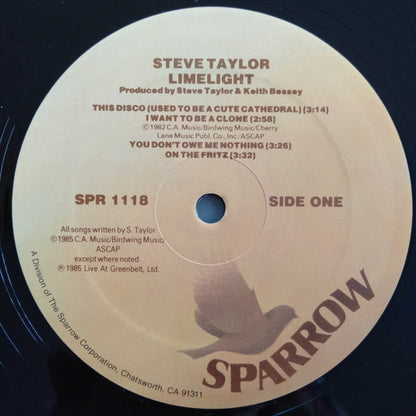 STEVE TAYLOR
LIMELIGHT
Produced by Steve Taylor & Keith Bessey
THIS DISCO (USED TO BE A CUTE CATHEDRAL) (3:14)
I WANT TO BE A CLONE (2:58)
©1982 C.A. Music/Birdwing Music/Cherry
Lane Music Publ. Co., Inc./ASCAP
YOU DON'T OWE ME NOTHING (3:26)
ON THE FRITZ (3:32)
SPR 1118
SIDE ONE
All songs written by S. Taylor
©1985 C.A. Music/Birdwing Music
ASCAP
except where noted.
℗ 1985 Live At Greenbelt, Ltd.
SPARROW
A Division of The Sparrow Corporation, Chatsworth, CA 91311